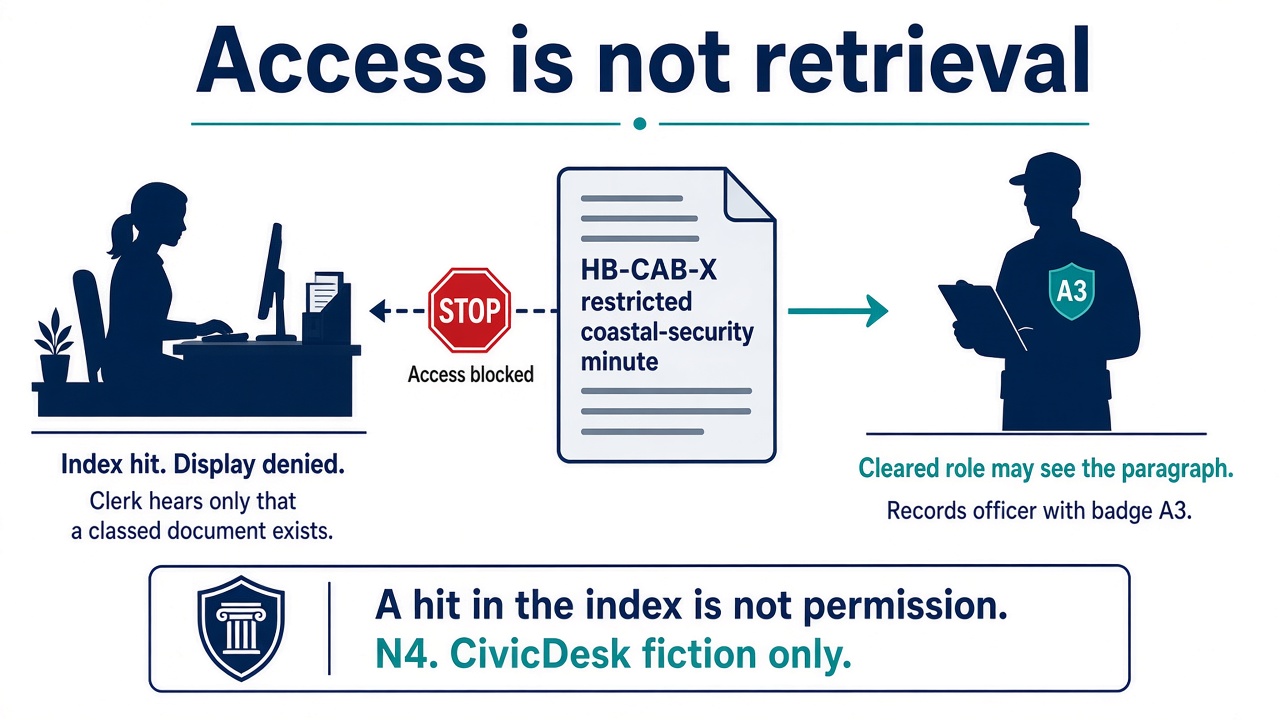 Access is not retrieval
STOP
Access blocked
HB-CAB-X
restricted
coastal-security
minute
A3
Index hit. Display denied.
Clerk hears only that
a classed document exists.
Cleared role may see the paragraph.
Records officer with badge A3.
A hit in the index is not permission.
N4. CivicDesk fiction only.